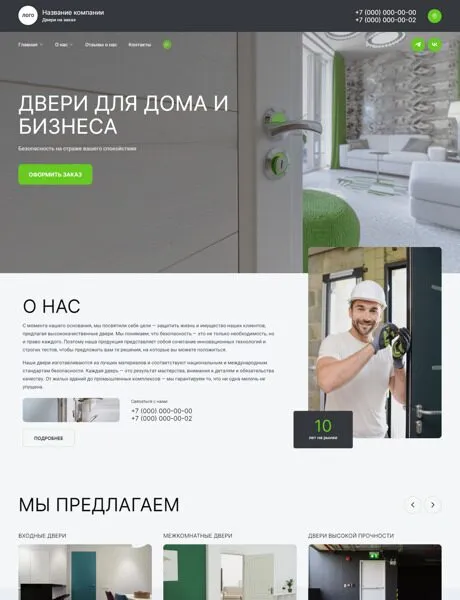 ЛОГО
Название компании
Двери на заказ
+7 (000) 000-00-00
+7 (000) 000-00-02
Главная
О нас
Отзывы о нас
Контакты
ДВЕРИ ДЛЯ ДОМА И
БИЗНЕСА
Безопасность на страже вашего спокойствия
ОФОРМИТЬ ЗАКАЗ
О НАС
С момента нашего основания, мы посвятили себя цели — защитить жизнь и имущество наших клиентов,
предлагая высококачественные двери. Мы понимаем, что безопасность — это не только необходимость, но
и право каждого. Поэтому наша продукция представляет собой сочетание инновационных технологий и
строгих тестов, чтобы предложить вам те решения, на которые вы можете положиться.
Наши двери изготавливаются из лучших материалов и соответствуют национальным и международным
стандартам безопасности. Каждая дверь — это результат мастерства, внимания к деталям и обязательства
качеству. От жилых зданий до промышленных комплексов — мы гарантируем то, что ни одна мелочь не
упущена.
Связаться с нами
+7 (000) 000-00-00
+7 (000) 000-00-02
ПОДРОБНЕЕ
10
лет на рынке
МЫ ПРЕДЛАГАЕМ
ВХОДНЫЕ ДВЕРИ
МЕЖКОМНАТНЫЕ ДВЕРИ
ДВЕРИ ВЫСОКОЙ ПРОЧНОСТИ